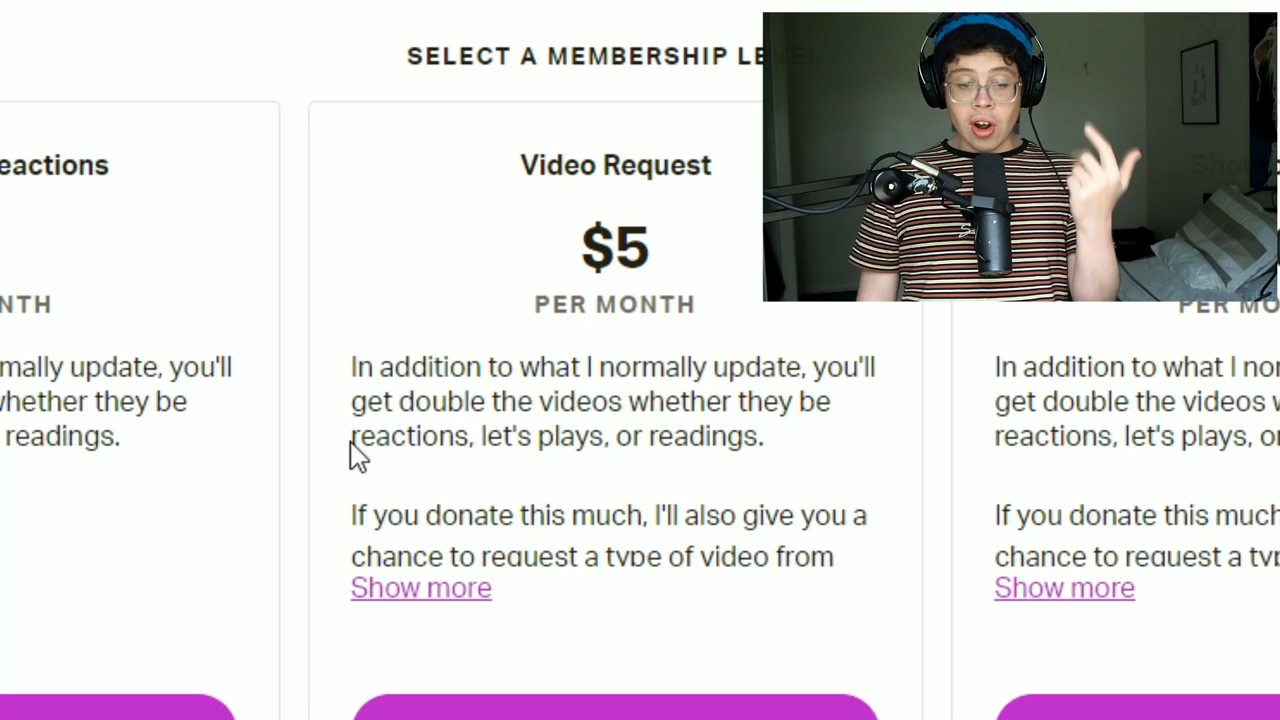 SELECT A MEMBERSHIP LEVEL
eactions
NTH
mally update, you'll
whether they be
readings.
Video Request
$5
PER MONTH
In addition to what I normally update, you'll
get double the videos whether they be
reactions, let's plays, or readings.
If you donate this much, I'll also give you a
chance to request a type of video from
Show more
PER MO
In addition to what I nor
get double the videos w
reactions, let's plays, or
If you donate this much
chance to request a typ
Show more